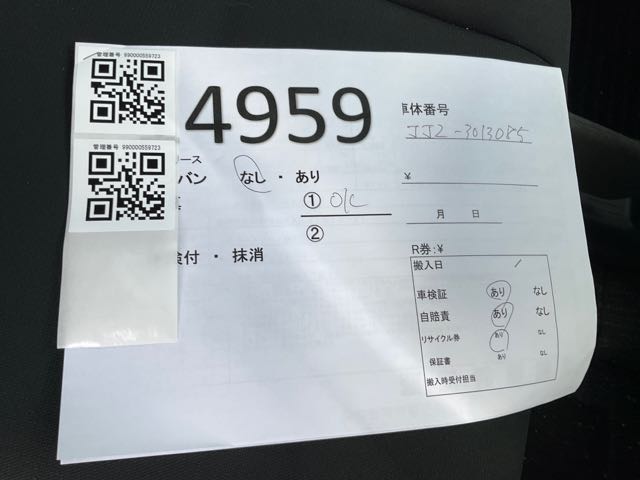 管理番号 990000559723
管理番号 990000559723
4959
車体番号
JJ2-3013085
リース
バン なし・あり
¥
① O/C
②
月 日
検付・抹消
R券:¥
搬入日 /
車検証 あり なし
自賠責 あり なし
リサイクル券 あり なし
保証書 あり なし
搬入時受付担当